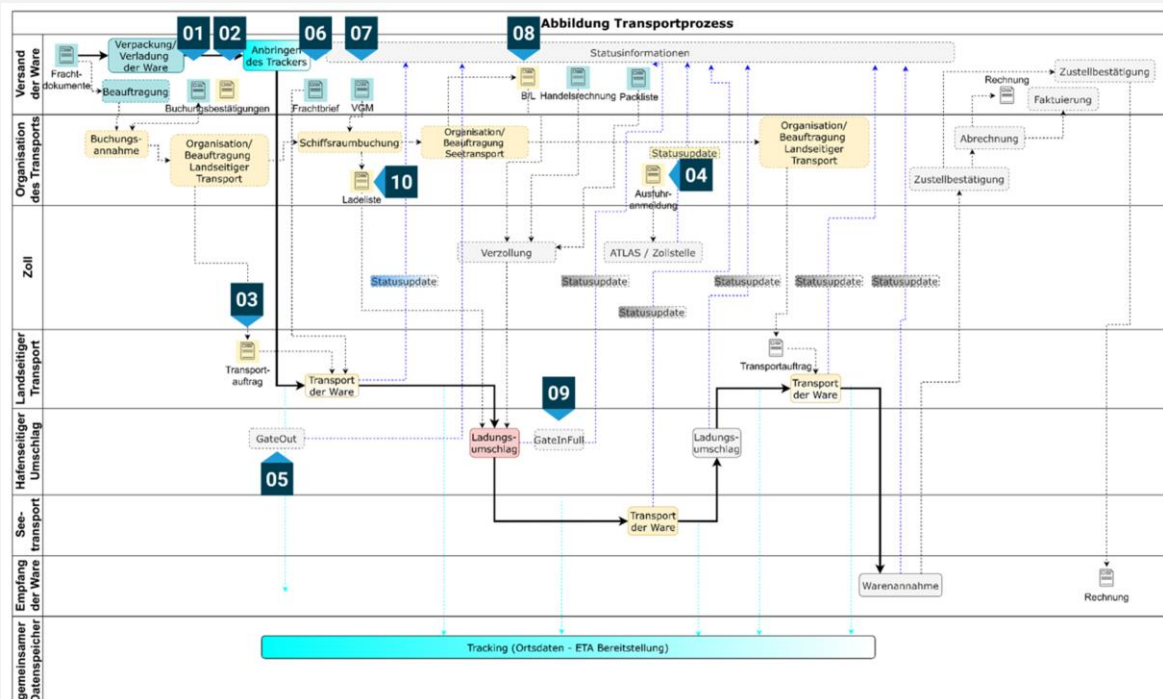 Abbildung Transportprozess
Versand
der Ware
Organisation
des Transports
Zoll
Landseitiger
Transport
Hafenseitiger
Umschlag
See-
transport
Empfang
der Ware
gemeinsamer
Datenspeicher
01
02
06
07
08
Fracht-
dokumente
Verpackung/
Verladung
der Ware
Anbringen
des Trackers
Statusinformationen
Beauftragung
Buchungsbestätigungen
Frachtbrief
VGM
B/L
Handelsrechnung
Packliste
Rechnung
Zustellbestätigung
Fakturierung
Buchungs-
annahme
Organisation/
Beauftragung
Landseitiger
Transport
Schiffsraumbuchung
Organisation/
Beauftragung
Seetransport
Statusupdate
Organisation/
Beauftragung
Landseitiger
Transport
Abrechnung
Zustellbestätigung
Ladeliste
10
Ausfuhr-
anmeldung
04
Verzollung
ATLAS / Zollstelle
Statusupdate
Statusupdate
Statusupdate
Statusupdate
Statusupdate
Statusupdate
03
Transport-
auftrag
Transport
der Ware
Transportauftrag
Transport
der Ware
09
GateOut
05
Ladungs-
umschlag
GateInFull
Ladungs-
umschlag
Transport
der Ware
Warenannahme
Rechnung
Tracking (Ortsdaten - ETA Bereitstellung)